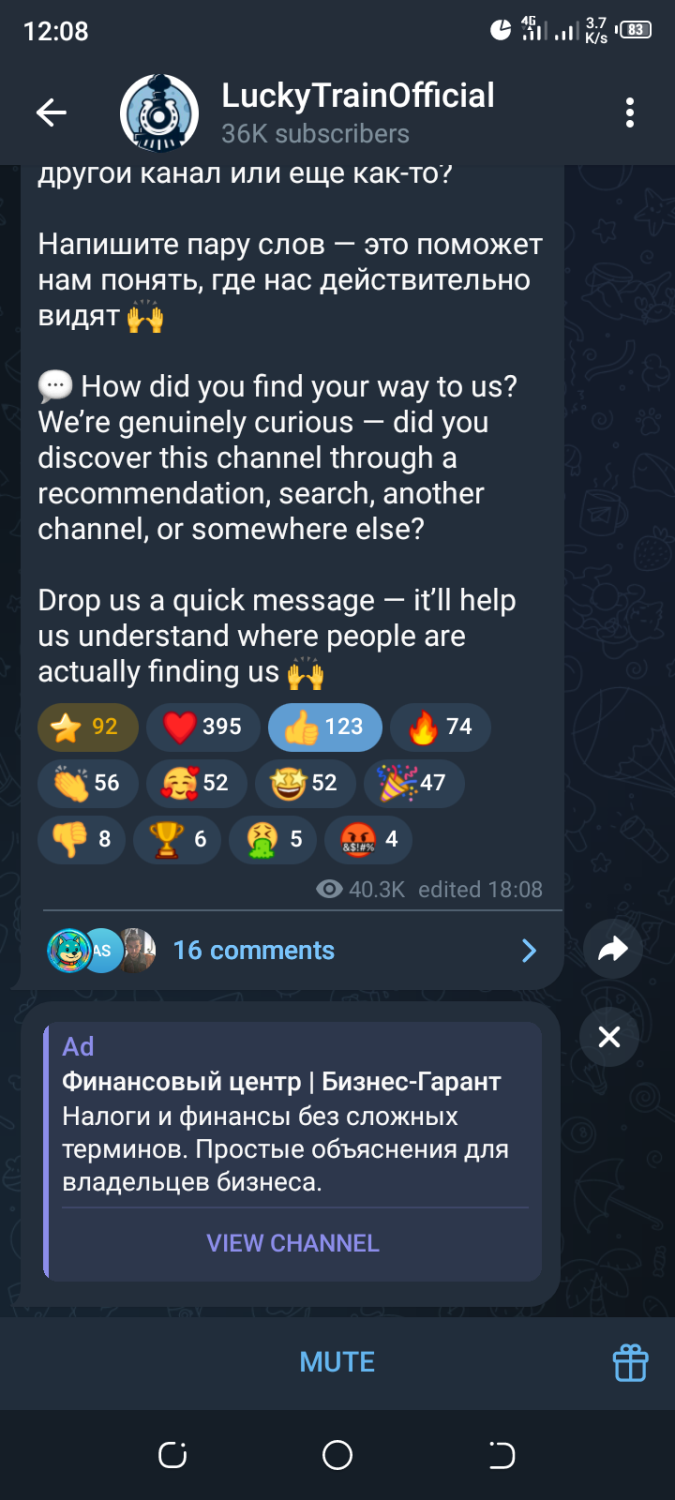 12:08
4G
3.7
K/s
83
LuckyTrainOfficial
36K subscribers
другой канал или ещё как-то?
Напишите пару слов — это поможет
нам понять, где нас действительно
видят 🙌
💬 How did you find your way to us?
We’re genuinely curious — did you
discover this channel through a
recommendation, search, another
channel, or somewhere else?
Drop us a quick message — it’ll help
us understand where people are
actually finding us 🙌
⭐ 92 ❤️ 395 👍 123 🔥 74
👏 56 🥰 52 🤩 52 🎉 47
👎 8 🏆 6 🤮 5 🤬 4
40.3K edited 18:08
AS
16 comments
Ad
Финансовый центр | Бизнес-Гарант
Налоги и финансы без сложных
терминов. Простые объяснения для
владельцев бизнеса.
VIEW CHANNEL
MUTE